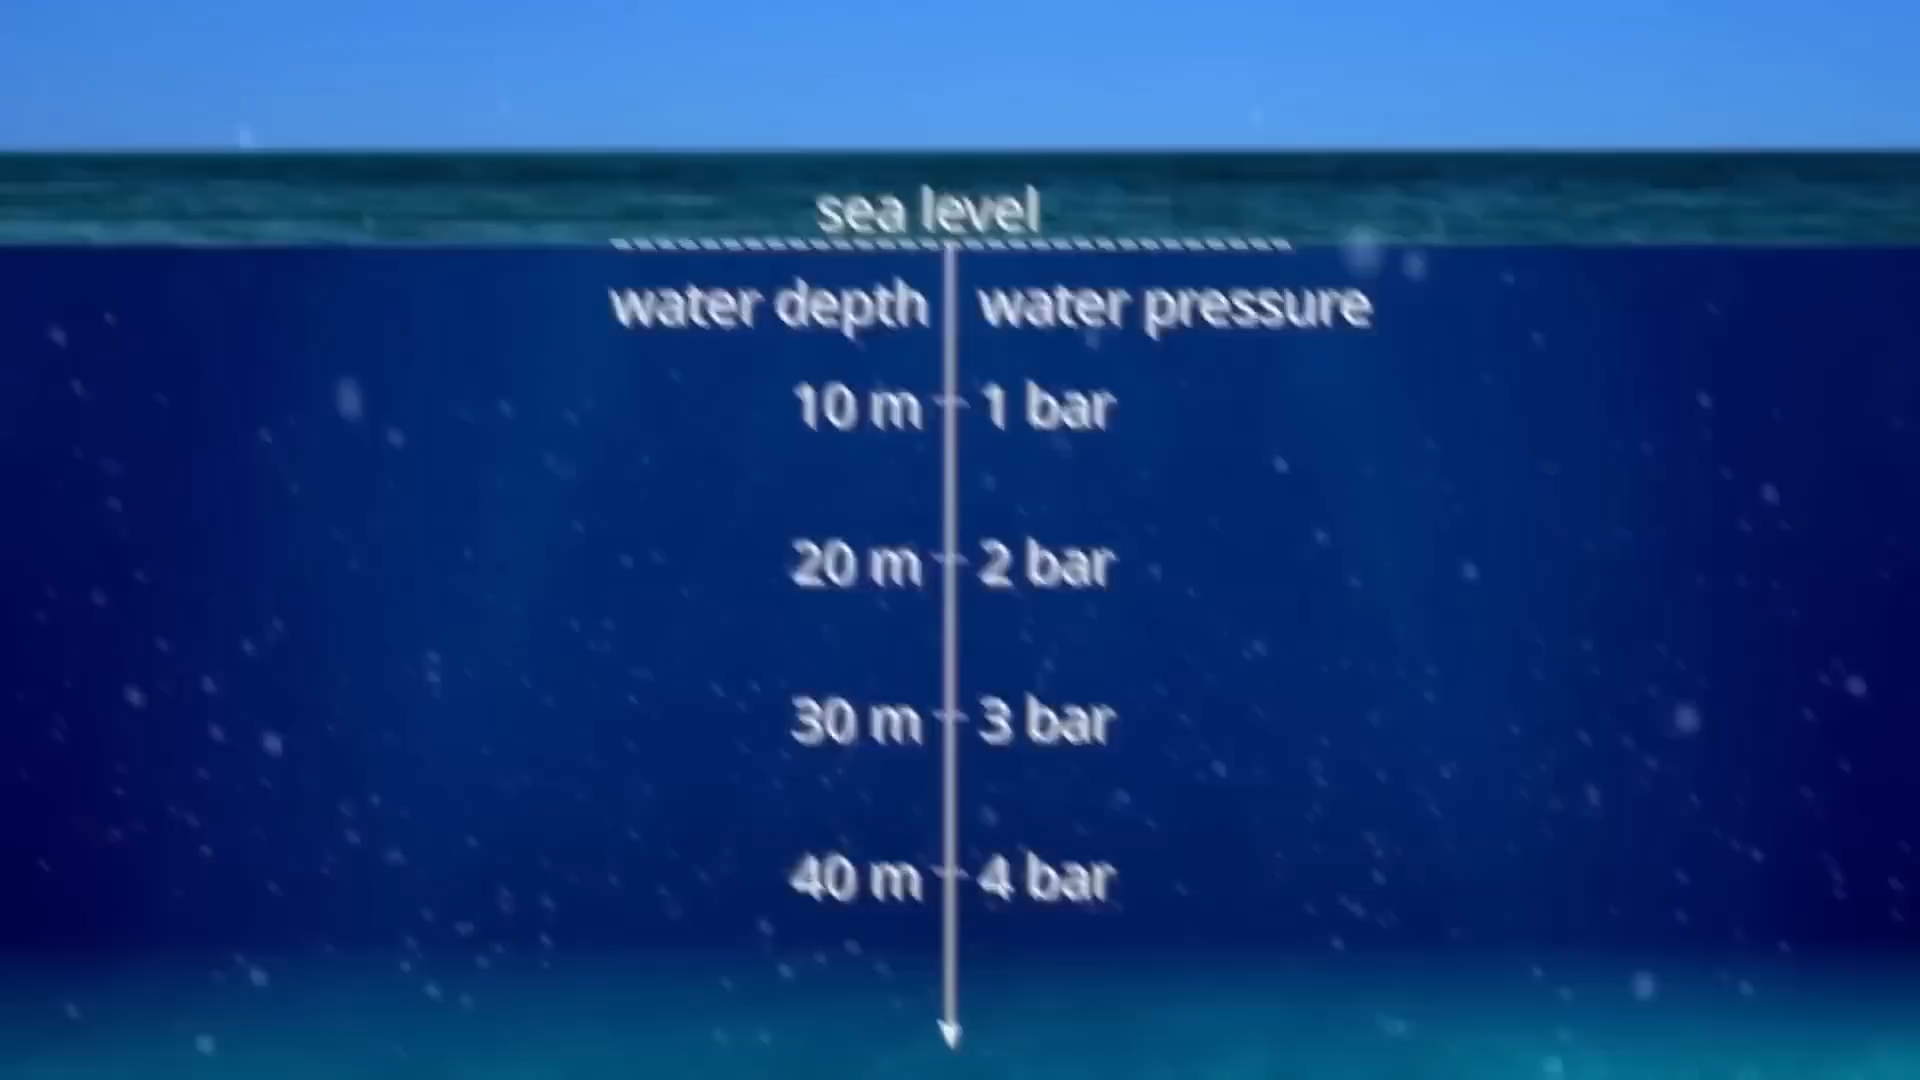 sea level
water depth water pressure
10 m 1 bar
20 m 2 bar
30 m 3 bar
40 m 4 bar